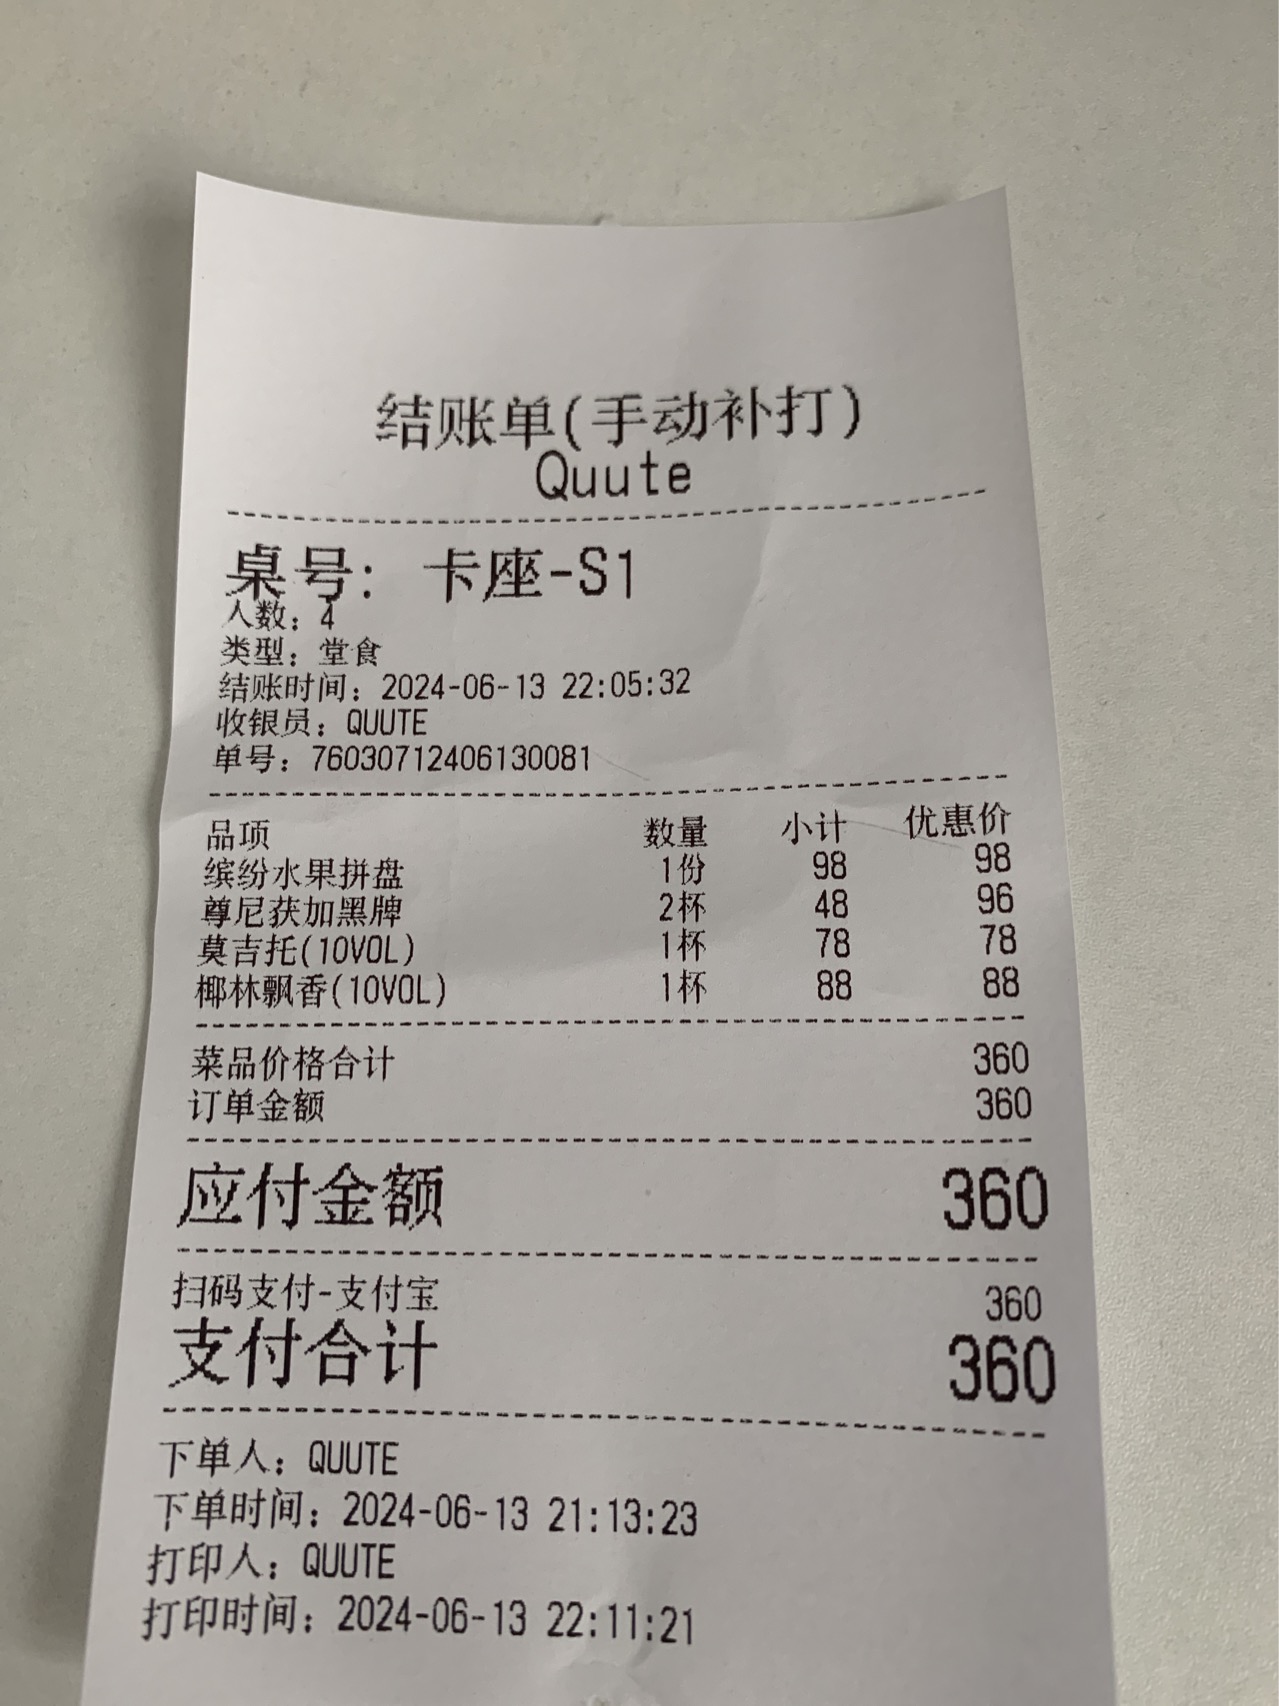 结账单(手动补打)
Quute
桌号: 卡座-S1
人数: 4
类型: 堂食
结账时间: 2024-06-13 22:05:32
收银员: QUUTE
单号: 76030712406130081
品项 数量 小计 优惠价
缤纷水果拼盘 1份 98 98
尊尼获加黑牌 2杯 48 96
莫吉托(10VOL) 1杯 78 78
椰林飘香(10VOL) 1杯 88 88
菜品价格合计 360
订单金额 360
应付金额 360
扫码支付-支付宝 360
支付合计 360
下单人: QUUTE
下单时间: 2024-06-13 21:13:23
打印人: QUUTE
打印时间: 2024-06-13 22:11:21